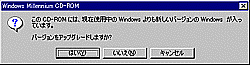 Windows Millennium CD-ROM
この CD-ROM には、現在使用中の Windows よりも新しいバージョンの Windows が入っ
ています。
バージョンをアップグレードしますか?
はい(Y)
いいえ(N)
キャンセル